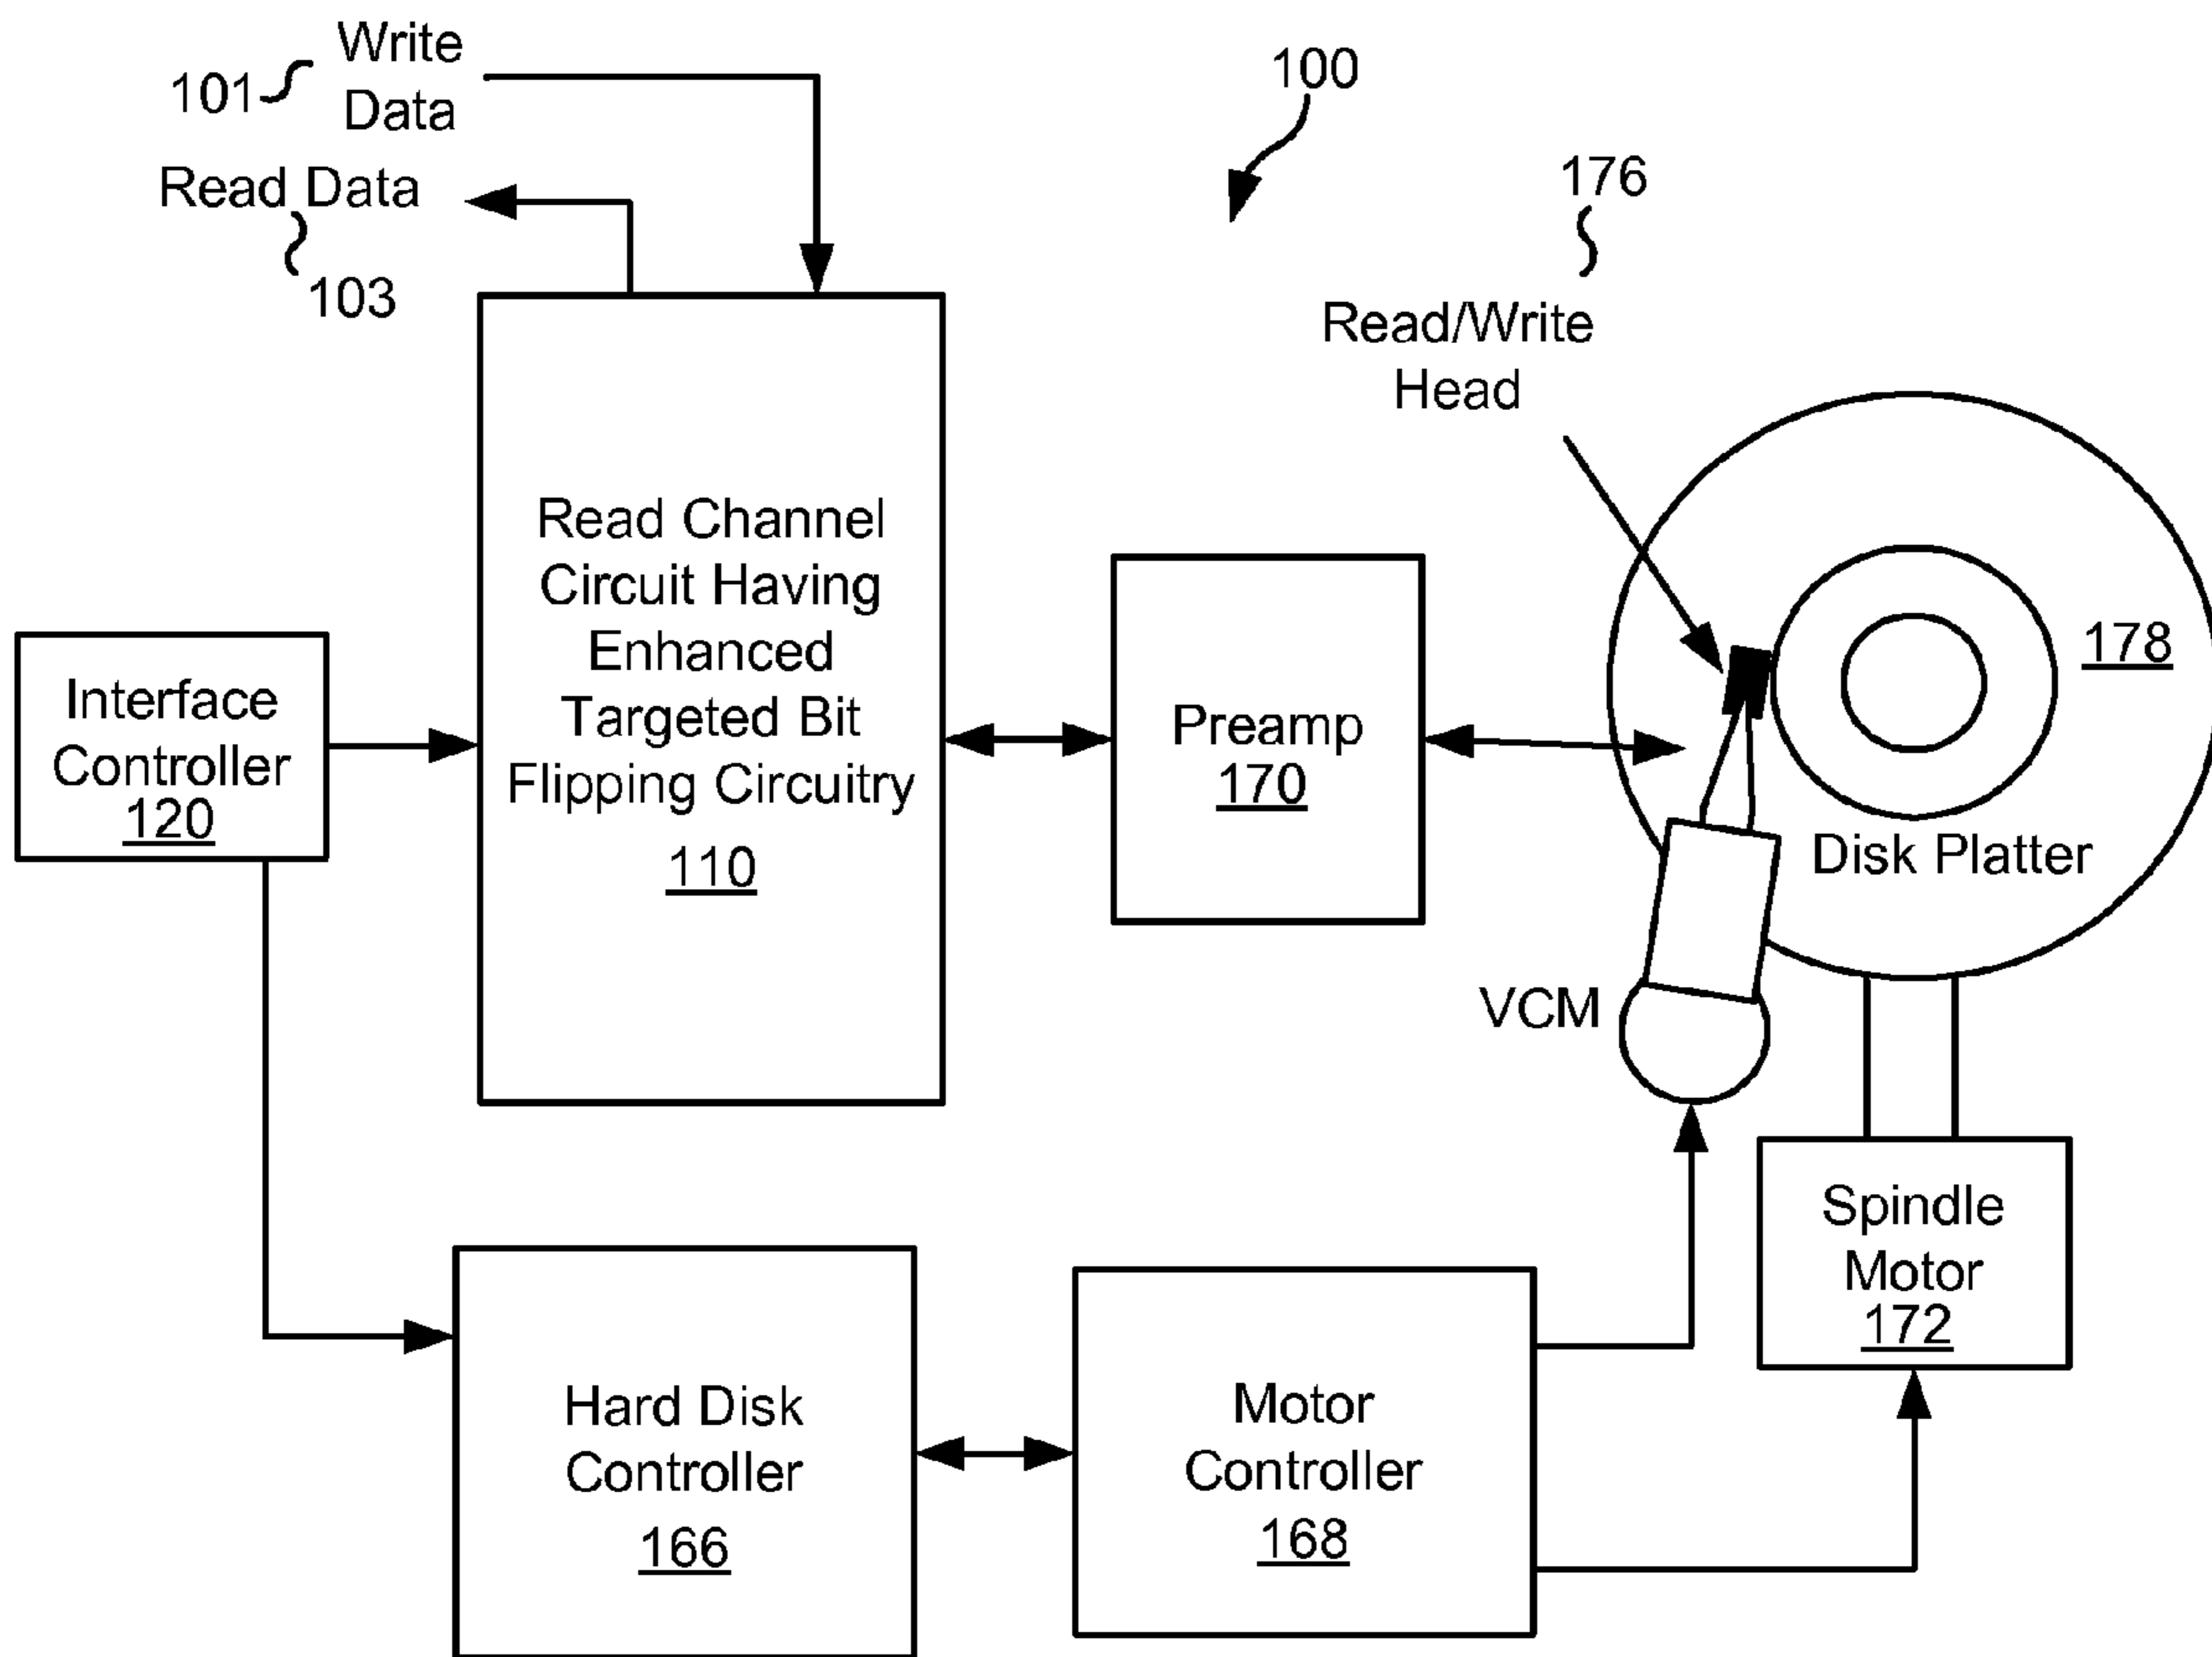 Write
101
Data
Read Data
103
100
176
Read/Write
Head
Read Channel
Circuit Having
Enhanced
Targeted Bit
Flipping Circuitry
110
Interface
Controller
120
Preamp
170
178
Disk Platter
VCM
Spindle
Motor
172
Hard Disk
Controller
166
Motor
Controller
168